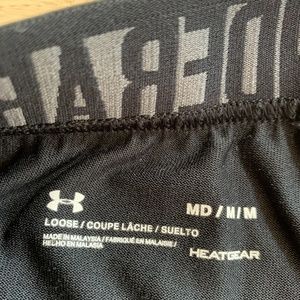 MD / M / M
LOOSE / COUPE LÂCHE / SUELTO
MADE IN MALAYSIA / FABRIQUÉ EN MALAISIE /
HECHO EN MALASIA
HEATGEAR